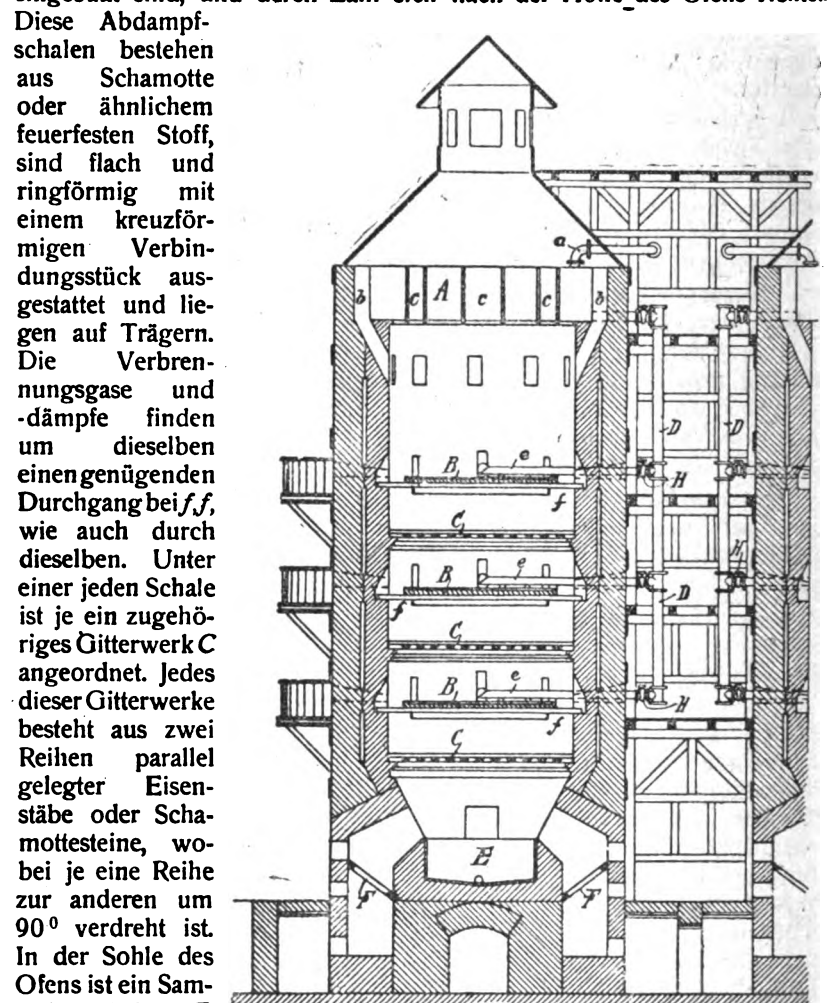 Diese Abdampf-
schalen bestehen
aus Schamotte
oder ähnlichem
feuerfesten Stoff,
sind flach und
ringförmig mit
einem kreuzför-
migen Verbin-
dungsstück aus-
gestattet und lie-
gen auf Trägern.
Die Verbren-
nungsgase und
-dämpfe finden
um dieselben
einen genügenden
Durchgang bei f f,
wie auch durch
dieselben. Unter
einer jeden Schale
ist je ein zugehö-
riges Gitterwerk C
angeordnet. Jedes
dieser Gitterwerke
besteht aus zwei
Reihen parallel
gelegter Eisen-
stäbe oder Scha-
mottesteine, wo-
bei je eine Reihe
zur anderen um
90⁰ verdreht ist.
In der Sohle des
Ofens ist ein Sam-
a
b c A c c b
D D
B e H
f
C
B e H
f D
C
B e H
f
C
E
F F